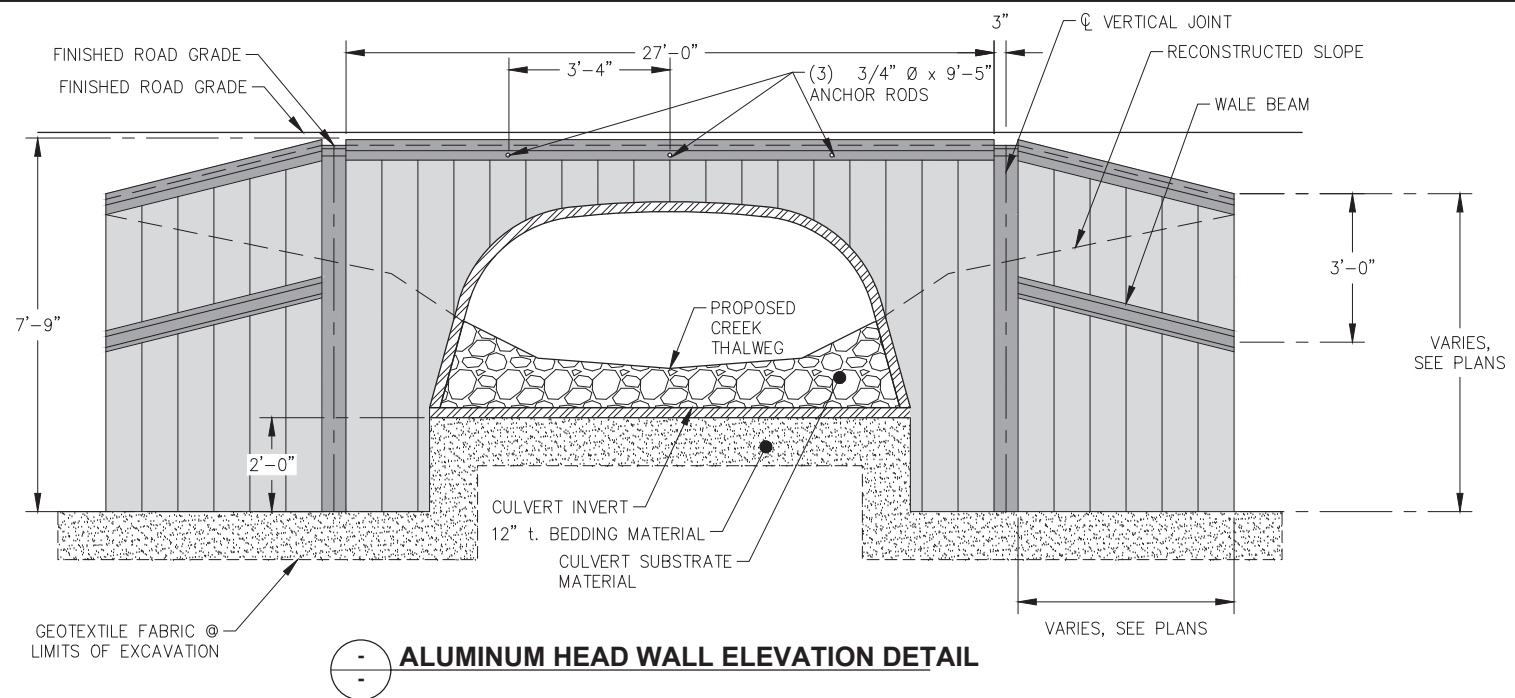 3”
℄ VERTICAL JOINT
FINISHED ROAD GRADE
27’-0”
RECONSTRUCTED SLOPE
3’-4”
(3) 3/4” Ø x 9’-5”
ANCHOR RODS
FINISHED ROAD GRADE
WALE BEAM
3’-0”
7’-9”
PROPOSED
CREEK
THALWEG
VARIES,
SEE PLANS
2’-0”
CULVERT INVERT
12” t. BEDDING MATERIAL
CULVERT SUBSTRATE
MATERIAL
GEOTEXTILE FABRIC @
LIMITS OF EXCAVATION
VARIES, SEE PLANS
-
-
ALUMINUM HEAD WALL ELEVATION DETAIL